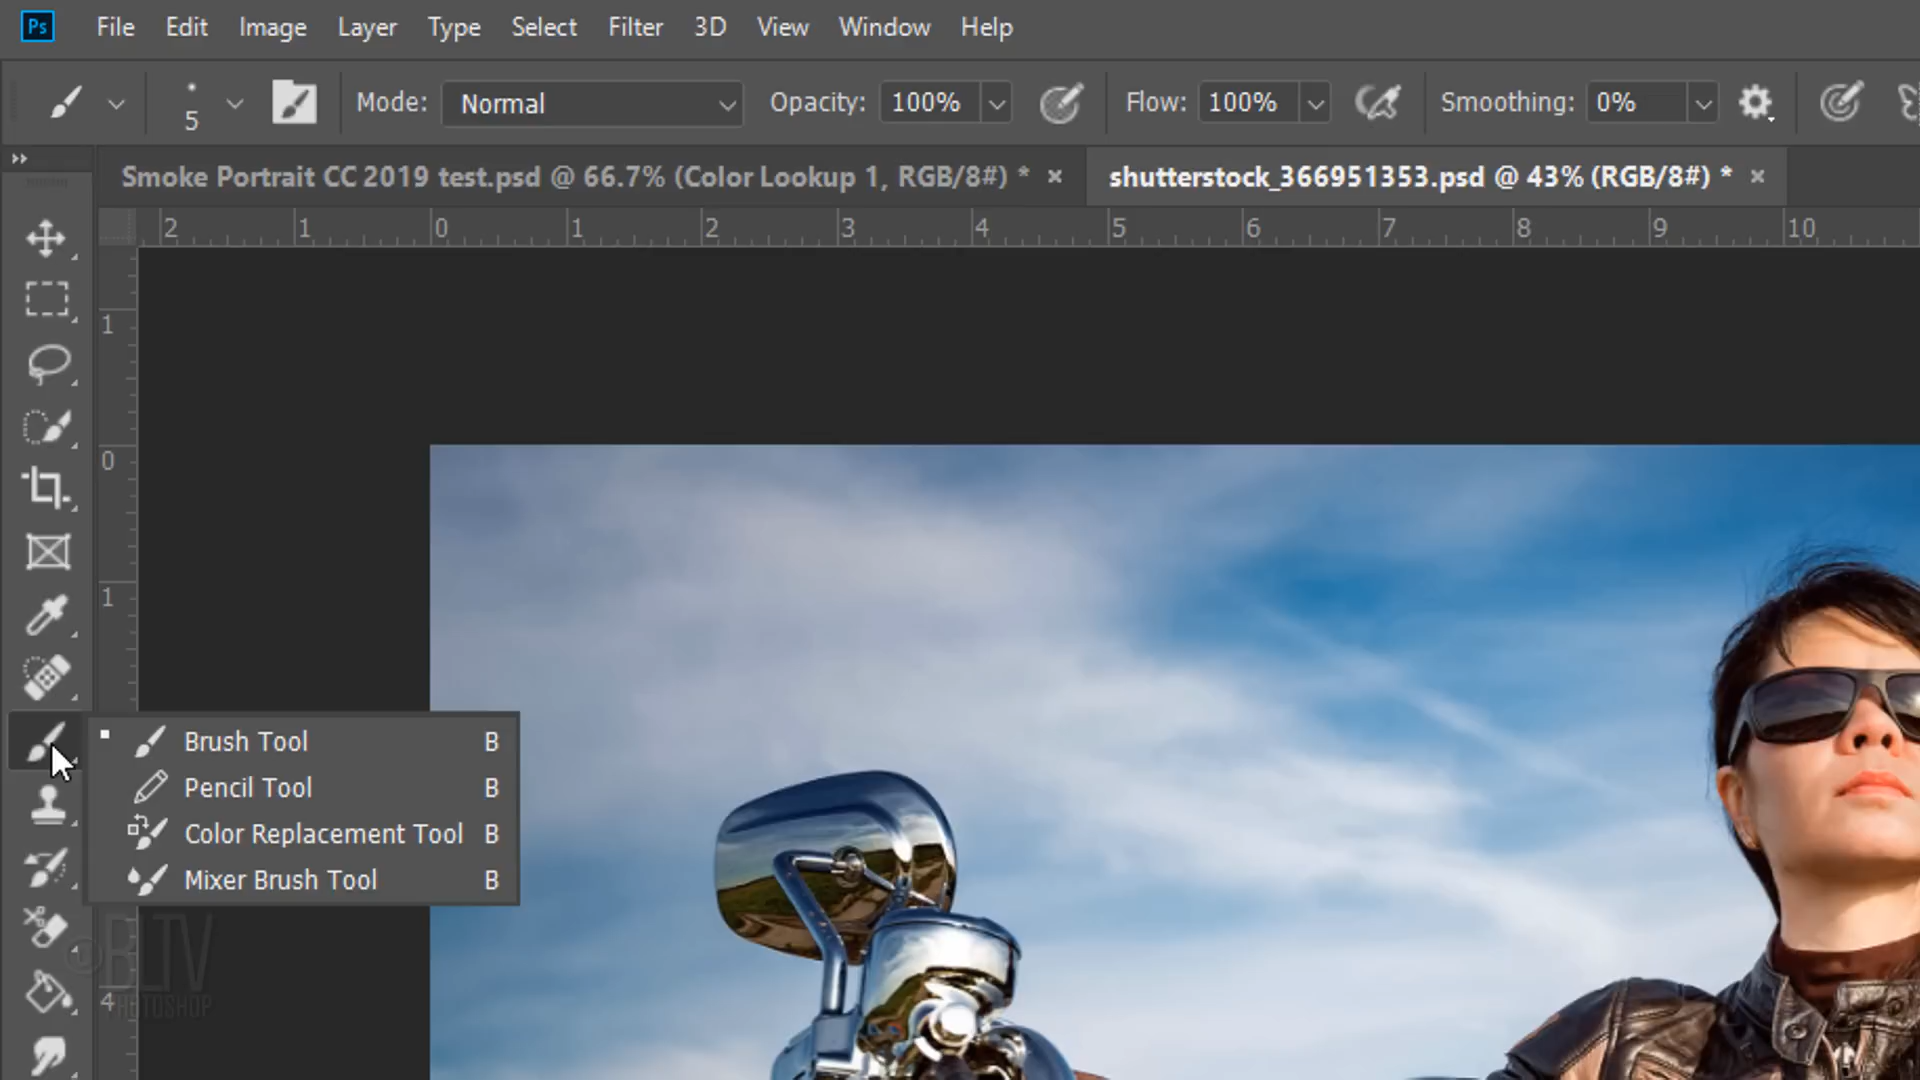 Ps File Edit Image Layer Type Select Filter 3D View Window Help
5 Mode: Normal Opacity: 100% Flow: 100% Smoothing: 0%
Smoke Portrait CC 2019 test.psd @ 66.7% (Color Lookup 1, RGB/8#) * × shutterstock_366951353.psd @ 43% (RGB/8#) * ×
2 1 0 1 2 3 4 5 6 7 8 9 10
1
0
1
Brush Tool B
Pencil Tool B
Color Replacement Tool B
Mixer Brush Tool B
©BLTV
PHOTOSHOP
4